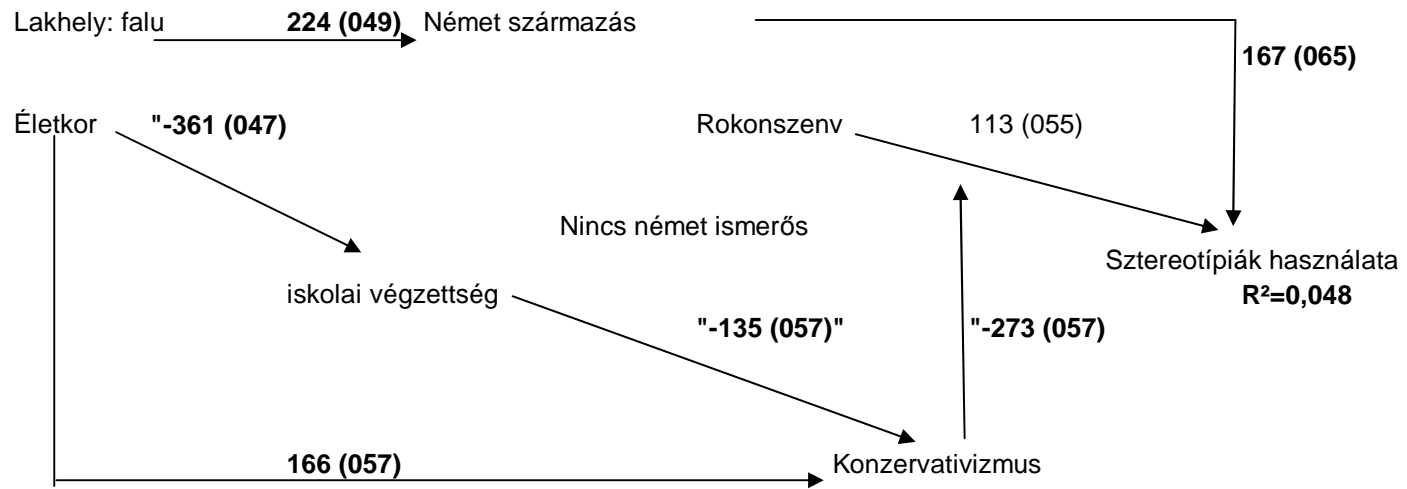 Lakhely: falu 224 (049) Német származás
167 (065)
Életkor "-361 (047) Rokonszenv 113 (055)
Nincs német ismerős
Sztereotípiák használata
iskolai végzettség R²=0,048
"-135 (057)" "-273 (057)
166 (057) Konzervativizmus